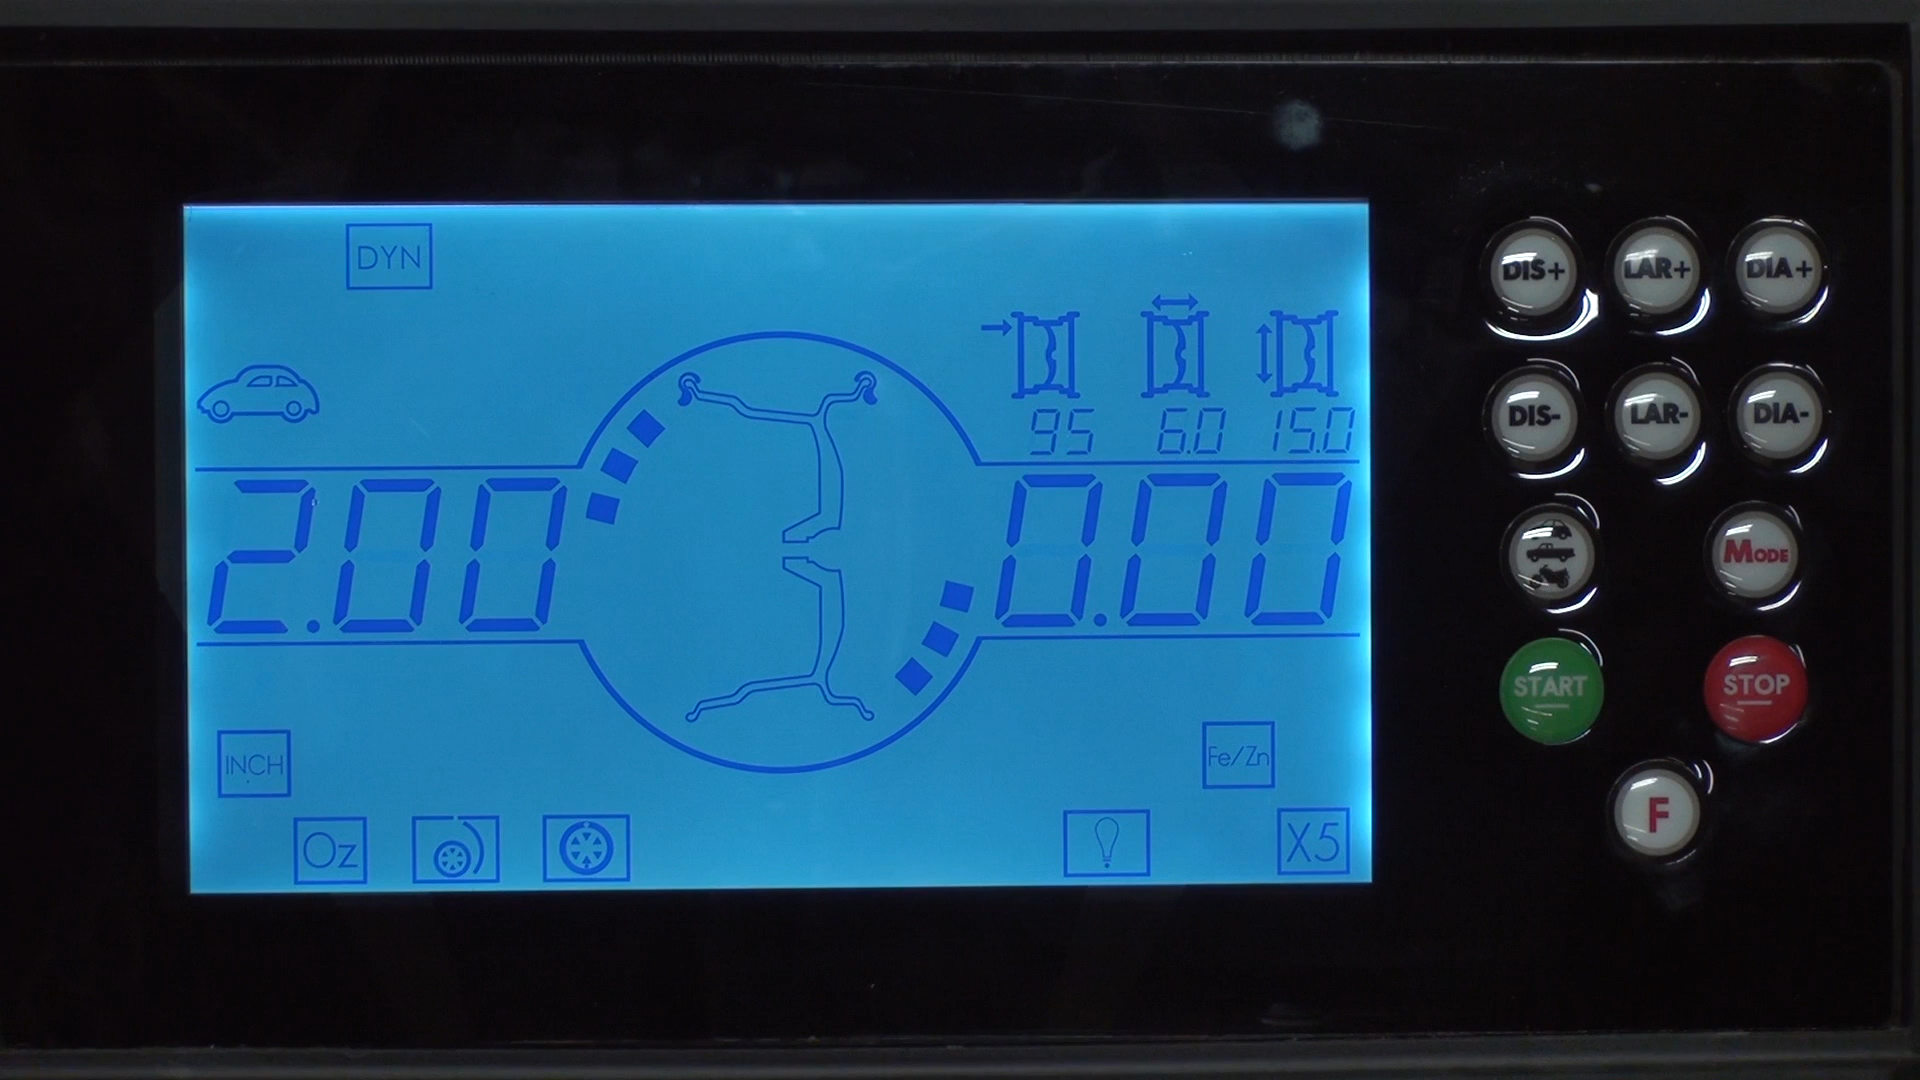 DYN
95 6.0 15.0
2.00 0.00
INCH
Fe/Zn
Oz
X5
DIS+ LAR+ DIA+
DIS- LAR- DIA-
MODE
START STOP
F